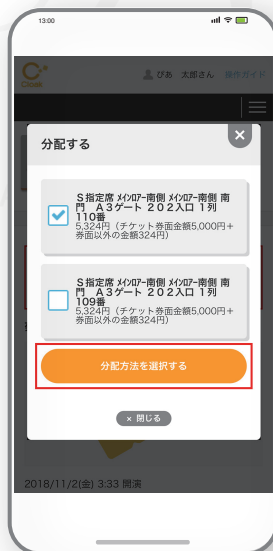 13:00
Cloak
ぴあ 太郎さん 操作ガイド
分配する
S指定席 ﾒｲﾝﾌﾛｱｰ南側 ﾒｲﾝﾌﾛｱｰ南側 南
門 A3ゲート 202入口 1列
110番
5,324円（チケット券面金額5,000円＋
券面以外の金額324円）
S指定席 ﾒｲﾝﾌﾛｱｰ南側 ﾒｲﾝﾌﾛｱｰ南側 南
門 A3ゲート 202入口 1列
109番
5,324円（チケット券面金額5,000円＋
券面以外の金額324円）
分配方法を選択する
× 閉じる
2018/11/2(金) 3:33 開演